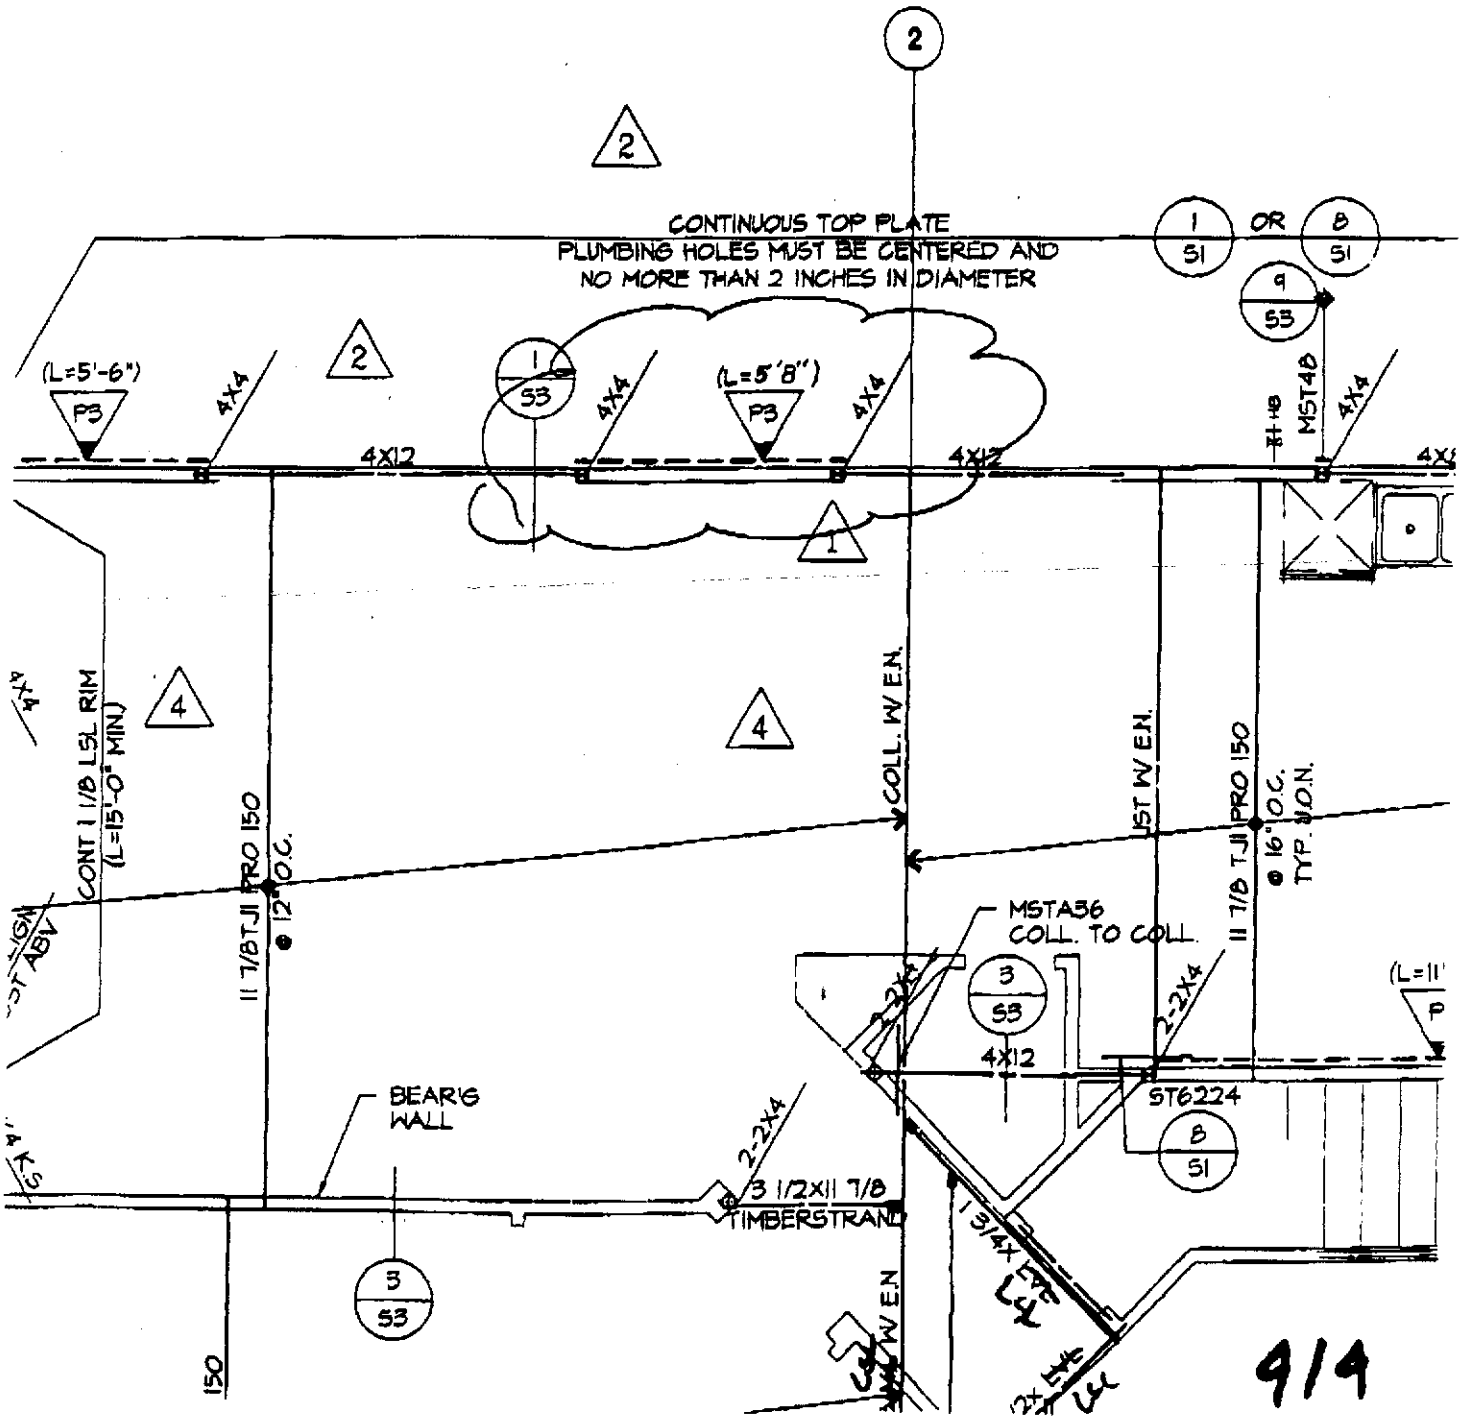 2
2
CONTINUOUS TOP PLATE
PLUMBING HOLES MUST BE CENTERED AND
NO MORE THAN 2 INCHES IN DIAMETER
1
S1
OR
8
S1
9
S3
2
(L=5'-6")
P3
4X4
1
S3
4X4
(L=5'8")
P3
4X4
MST48
4X4
4X12
4X12
1
4X4
CONT 1 1/8 LSL RIM
(L=15'-0" MIN.)
4
4
COLL. W/ E.N.
JST W/ E.N.
11 7/8 TJI PRO 150
@ 16" O.C.
TYP. U.O.N.
11 7/8 TJI PRO 150
@ 12" O.C.
MSTA36
COLL. TO COLL.
3
S3
2-2X4
2-2X4
(L=11'
P
4X12
ST6224
BEAR'G
WALL
2-2X4
8
S1
3 1/2X11 7/8
TIMBERSTRAND
1 3/4X
3
S3
W/ E.N
150
4/4